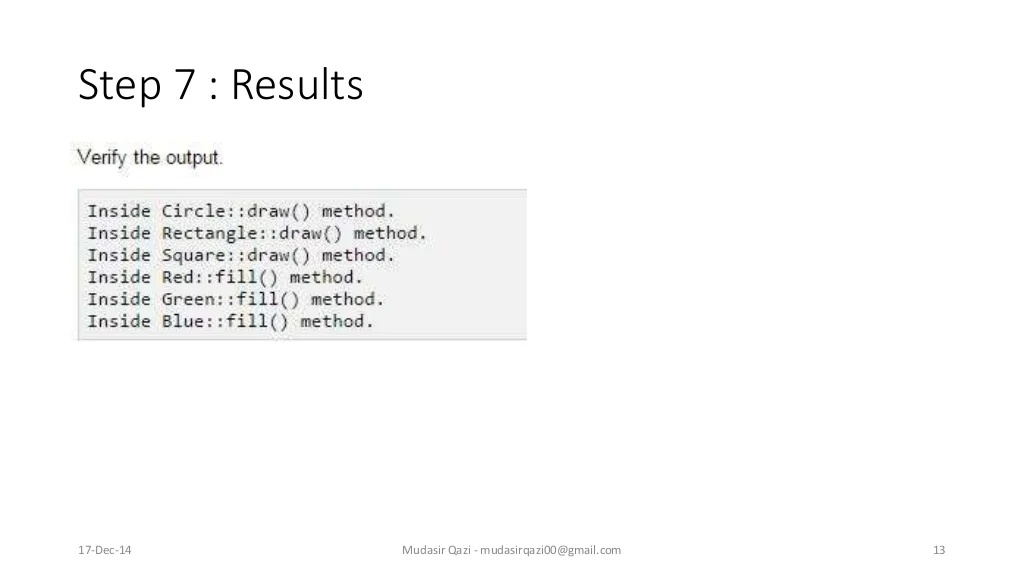 Step 7 : Results
Verify the output.
Inside Circle::draw() method.
Inside Rectangle::draw() method.
Inside Square::draw() method.
Inside Red::fill() method.
Inside Green::fill() method.
Inside Blue::fill() method.
17-Dec-14
Mudasir Qazi - mudasirqazi00@gmail.com
13